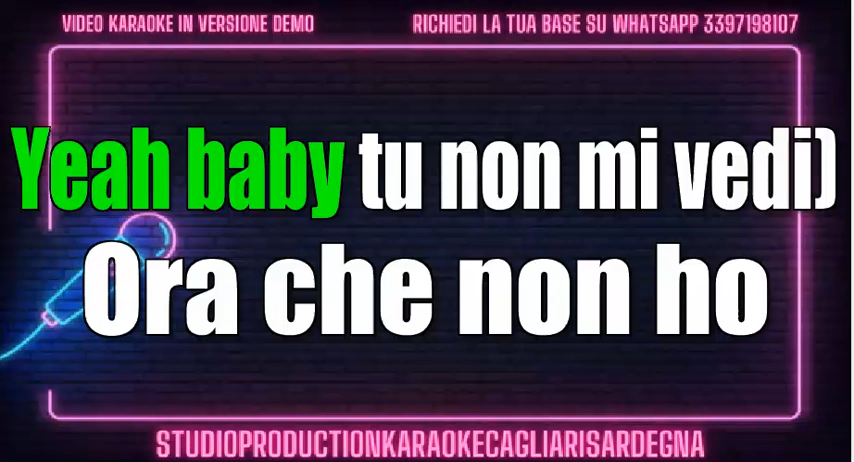 VIDEO KARAOKE IN VERSIONE DEMO
RICHIEDI LA TUA BASE SU WHATSAPP 3397198107
Yeah baby tu non mi vedi)
Ora che non ho
STUDIOPRODUCTIONKARAOKECAGLIARISARDEGNA